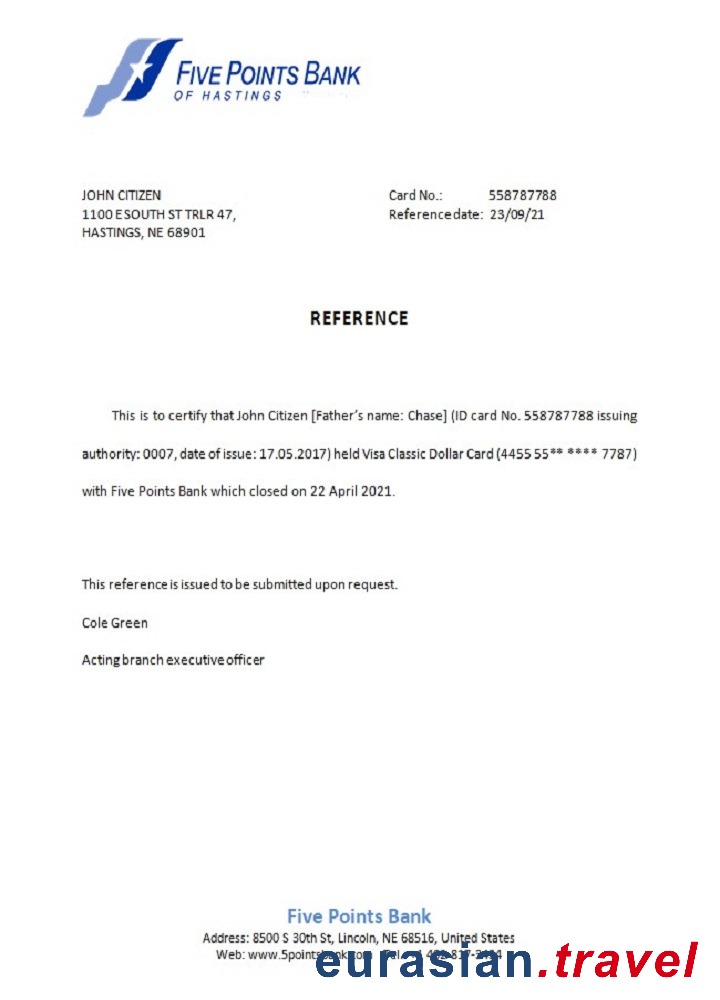 FIVE POINTS BANK
OF HASTINGS
JOHN CITIZEN
1100 E SOUTH ST TRLR 47,
HASTINGS, NE 68901
Card No.: 558787788
Reference date: 23/09/21
REFERENCE
This is to certify that John Citizen [Father's name: Chase] (ID card No. 558787788 issuing
authority: 0007, date of issue: 17.05.2017) held Visa Classic Dollar Card (4455 55** **** 7787)
with Five Points Bank which closed on 22 April 2021.
This reference is issued to be submitted upon request.
Cole Green
Acting branch executive officer
Five Points Bank
Address: 8500 S 30th St, Lincoln, NE 68516, United States
Web: www.5pointsbank.com
eurasian.travel